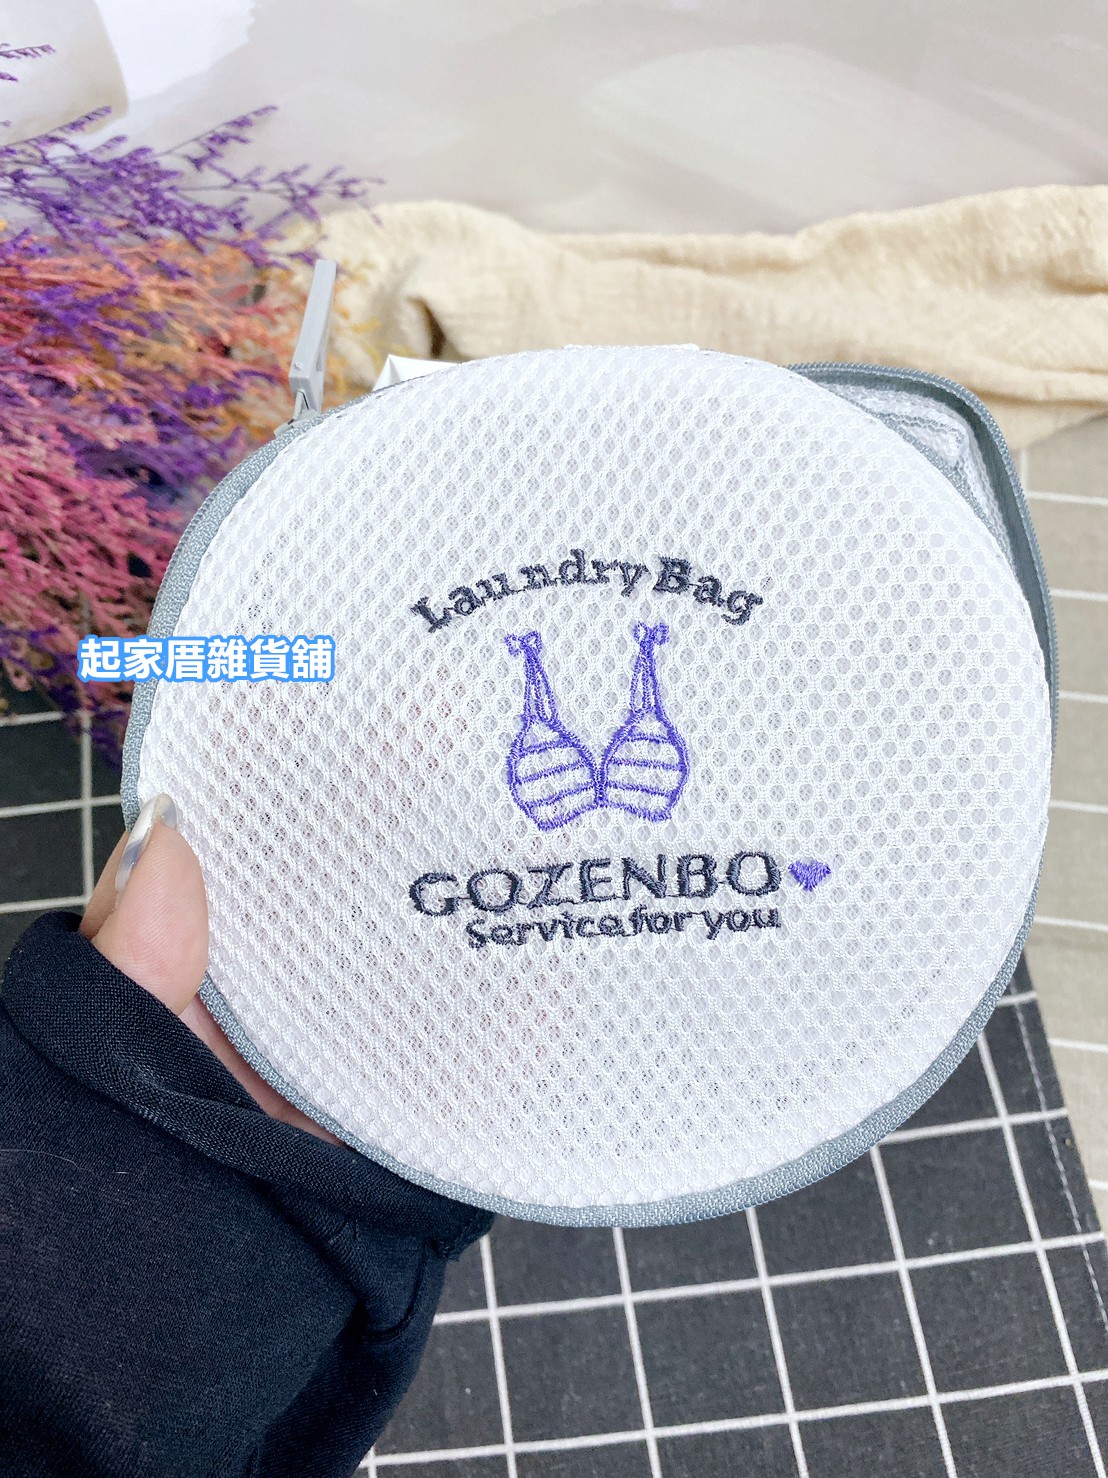 Laundry Bag
起家厝雜貨舖
GOZENBO
Service for you